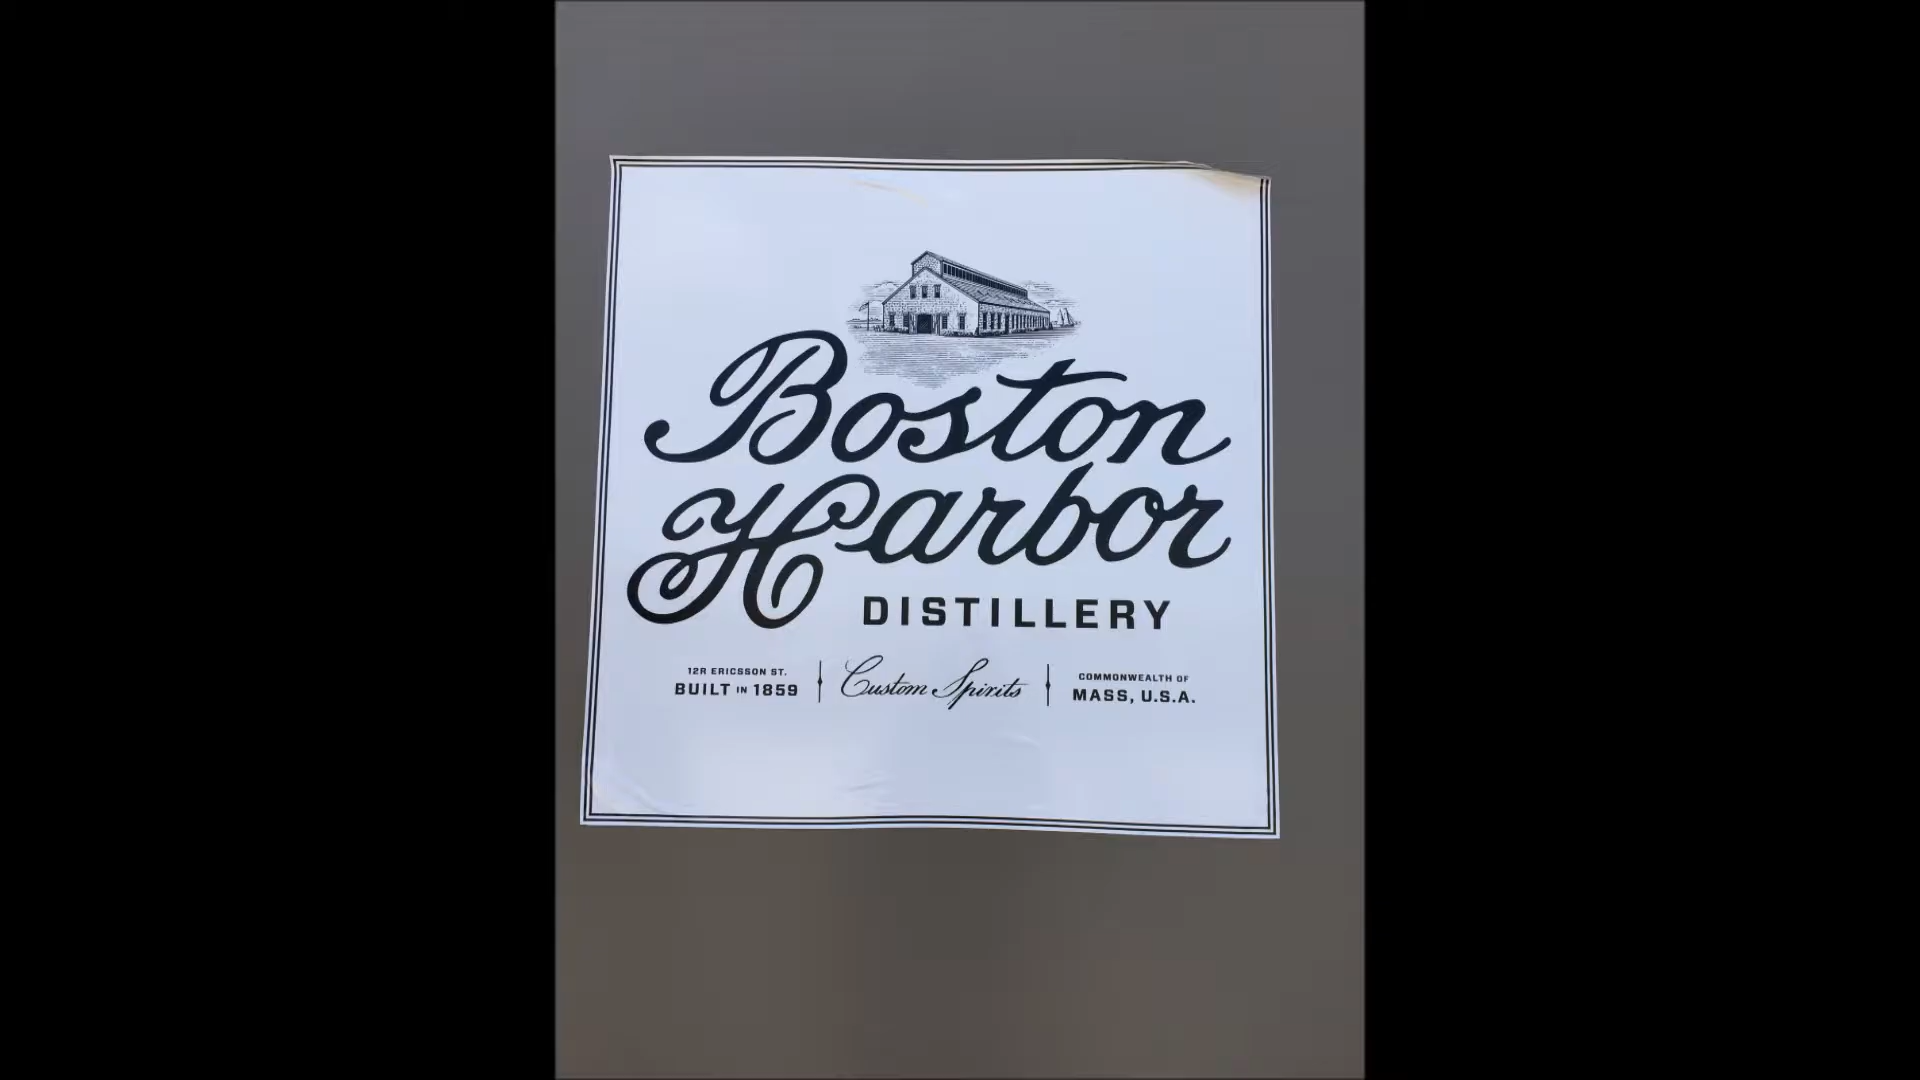 Boston
Harbor
DISTILLERY
12R ERICSSON ST.
BUILT IN 1859
Custom Spirits
COMMONWEALTH OF
MASS, U.S.A.